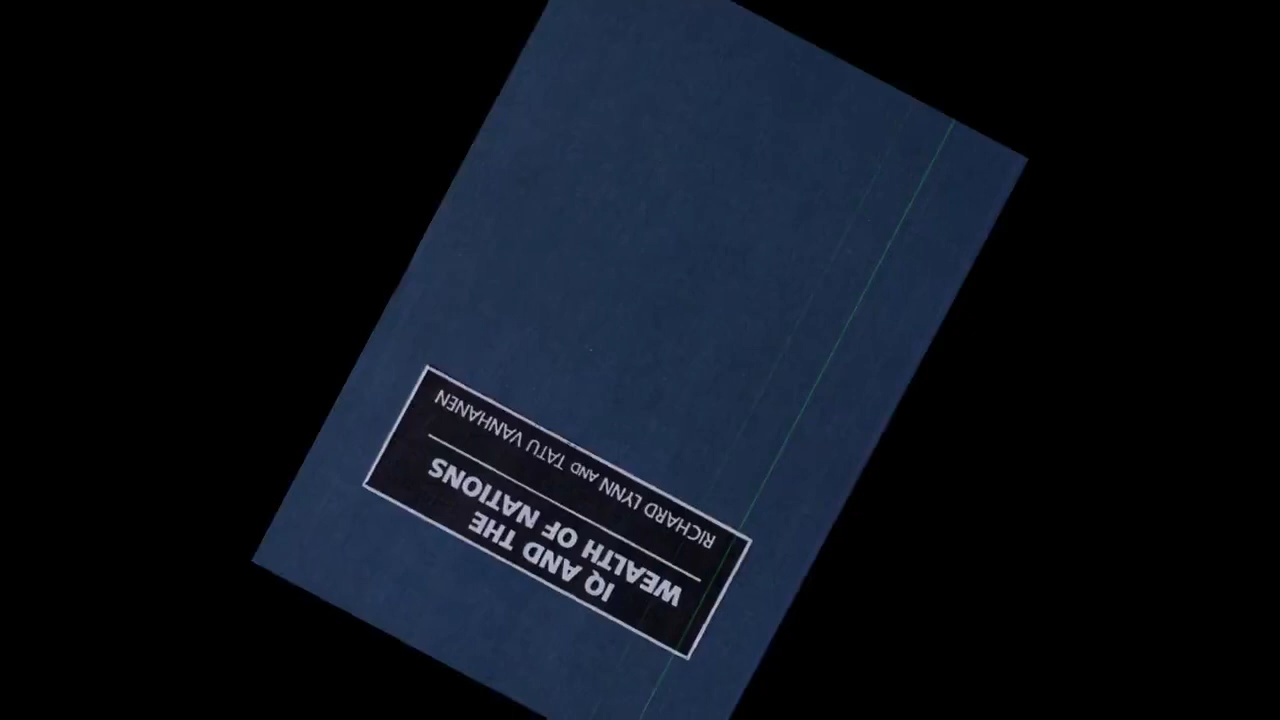 IQ AND THE
WEALTH OF NATIONS
RICHARD LYNN AND TATU VANHANEN